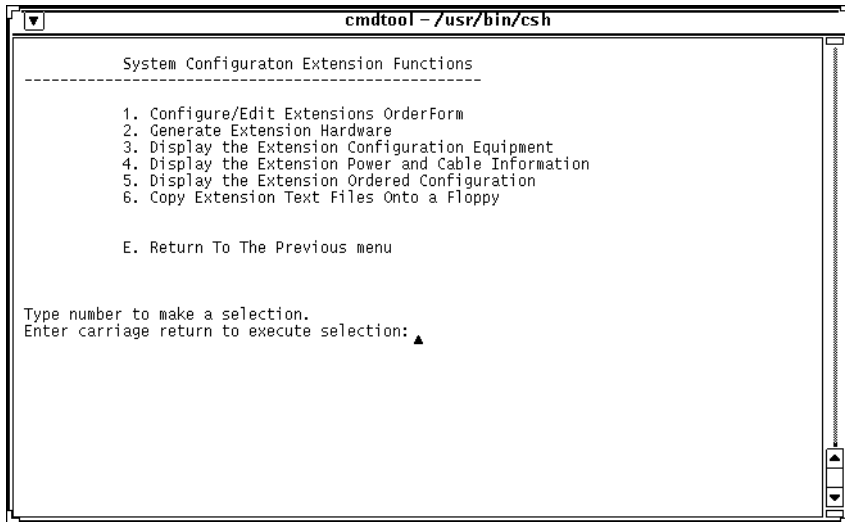 cmdtool – /usr/bin/csh
System Configuraton Extension Functions
---------------------------------------------------
1. Configure/Edit Extensions OrderForm
2. Generate Extension Hardware
3. Display the Extension Configuration Equipment
4. Display the Extension Power and Cable Information
5. Display the Extension Ordered Configuration
6. Copy Extension Text Files Onto a Floppy
E. Return To The Previous menu
Type number to make a selection.
Enter carriage return to execute selection: